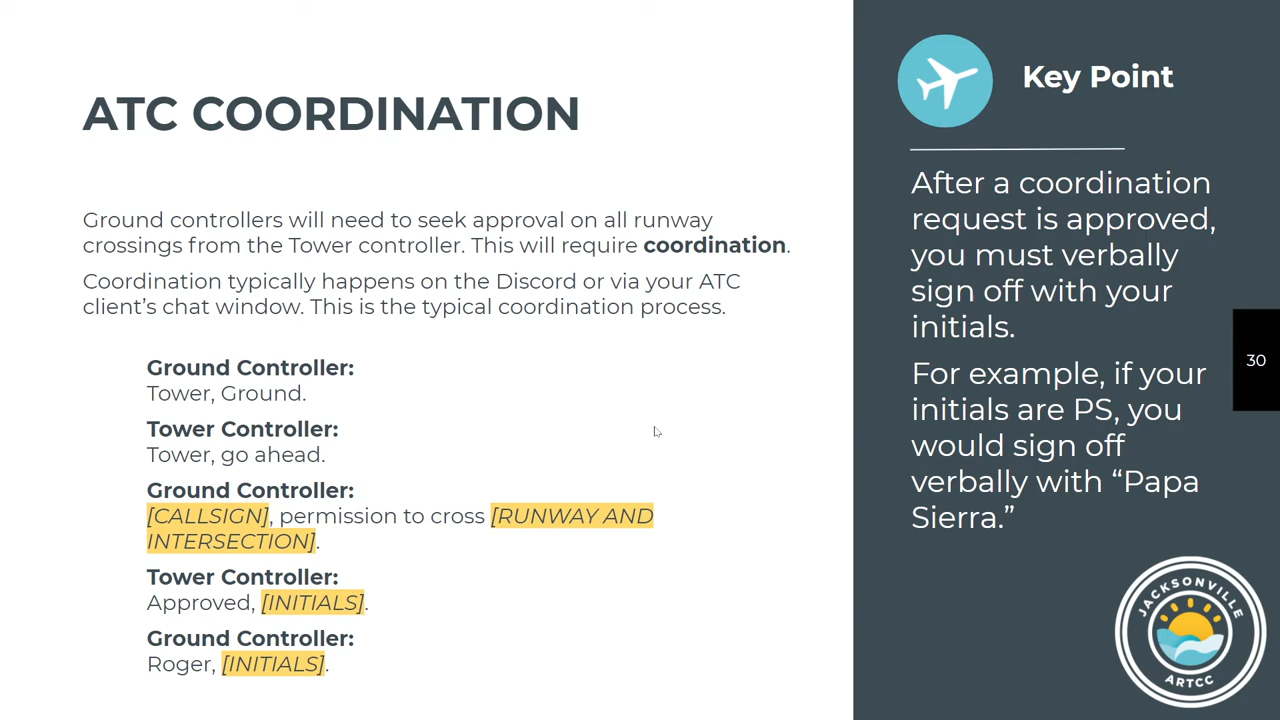 ATC COORDINATION
Ground controllers will need to seek approval on all runway
crossings from the Tower controller. This will require coordination.
Coordination typically happens on the Discord or via your ATC
client’s chat window. This is the typical coordination process.
Ground Controller:
Tower, Ground.
Tower Controller:
Tower, go ahead.
Ground Controller:
[CALLSIGN], permission to cross [RUNWAY AND
INTERSECTION].
Tower Controller:
Approved, [INITIALS].
Ground Controller:
Roger, [INITIALS].
Key Point
After a coordination
request is approved,
you must verbally
sign off with your
initials.
For example, if your
initials are PS, you
would sign off
verbally with “Papa
Sierra.”
30
JACKSONVILLE
ARTCC